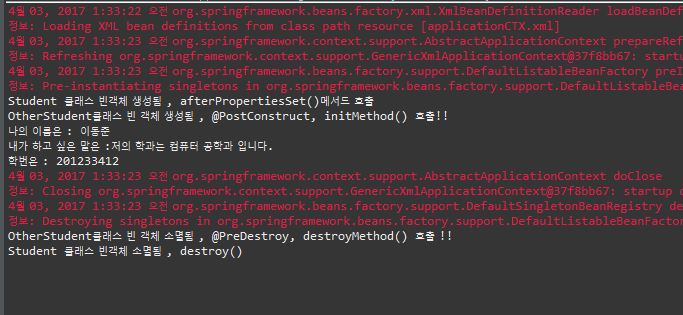 4월 03, 2017 1:33:22 오전 org.springframework.beans.factory.xml.XmlBeanDefinitionReader loadBeanDef
정보: Loading XML bean definitions from class path resource [applicationCTX.xml]
4월 03, 2017 1:33:23 오전 org.springframework.context.support.AbstractApplicationContext prepareRef
정보: Refreshing org.springframework.context.support.GenericXmlApplicationContext@37f8bb67: startu
4월 03, 2017 1:33:23 오전 org.springframework.beans.factory.support.DefaultListableBeanFactory preI
정보: Pre-instantiating singletons in org.springframework.beans.factory.support.DefaultListableBea
Student 클래스 빈객체 생성됨 , afterPropertiesSet()메서드 호출
OtherStudent클래스 빈 객체 생성됨 , @PostConstruct, initMethod() 호출!!
나의 이름은 : 이동준
내가 하고 싶은 말은 :저의 학과는 컴퓨터 공학과 입니다.
학번은 : 201233412
4월 03, 2017 1:33:23 오전 org.springframework.context.support.AbstractApplicationContext doClose
정보: Closing org.springframework.context.support.GenericXmlApplicationContext@37f8bb67: startup d
4월 03, 2017 1:33:23 오전 org.springframework.beans.factory.support.DefaultSingletonBeanRegistry de
정보: Destroying singletons in org.springframework.beans.factory.support.DefaultListableBeanFactor
OtherStudent클래스 빈 객체 소멸됨 , @PreDestroy, destroyMethod() 호출 !!
Student 클래스 빈객체 소멸됨 , destroy()